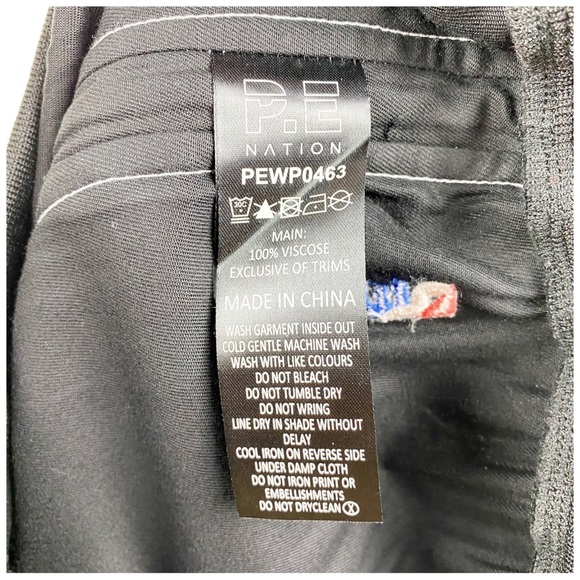 P.E
NATION
PEWP0463
30C
MAIN:
100% VISCOSE
EXCLUSIVE OF TRIMS
MADE IN CHINA
WASH GARMENT INSIDE OUT
COLD GENTLE MACHINE WASH
WASH WITH LIKE COLOURS
DO NOT BLEACH
DO NOT TUMBLE DRY
DO NOT WRING
LINE DRY IN SHADE WITHOUT
DELAY
COOL IRON ON REVERSE SIDE
UNDER DAMP CLOTH
DO NOT IRON PRINT OR
EMBELLISHMENTS
DO NOT DRYCLEAN